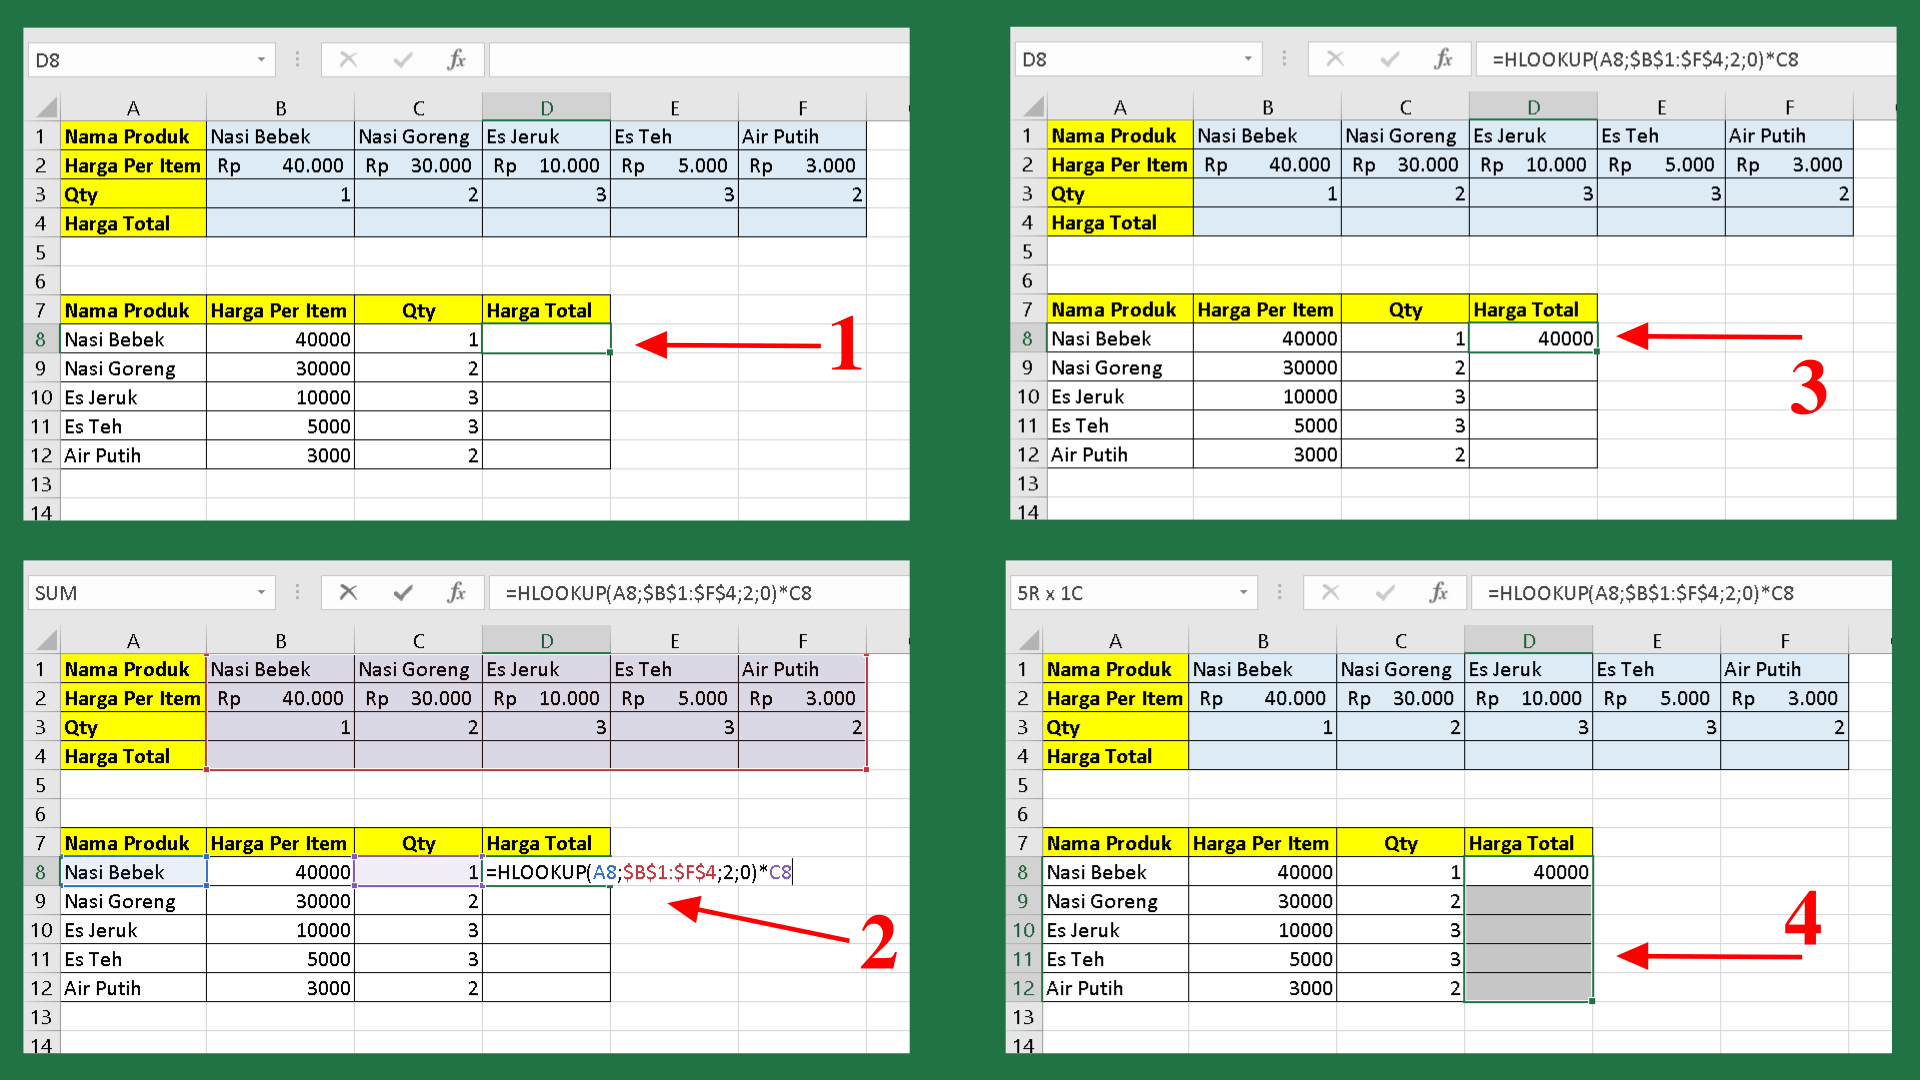 D8
fx
A B C D E F
1 Nama Produk Nasi Bebek Nasi Goreng Es Jeruk Es Teh Air Putih
2 Harga Per Item Rp 40.000 Rp 30.000 Rp 10.000 Rp 5.000 Rp 3.000
3 Qty 1 2 3 3 2
4 Harga Total
5
6
7 Nama Produk Harga Per Item Qty Harga Total
8 Nasi Bebek 40000 1
9 Nasi Goreng 30000 2
10 Es Jeruk 10000 3
11 Es Teh 5000 3
12 Air Putih 3000 2
13
14
1
D8 fx =HLOOKUP(A8;$B$1:$F$4;2;0)*C8
A B C D E F
1 Nama Produk Nasi Bebek Nasi Goreng Es Jeruk Es Teh Air Putih
2 Harga Per Item Rp 40.000 Rp 30.000 Rp 10.000 Rp 5.000 Rp 3.000
3 Qty 1 2 3 3 2
4 Harga Total
5
6
7 Nama Produk Harga Per Item Qty Harga Total
8 Nasi Bebek 40000 1 40000
9 Nasi Goreng 30000 2
10 Es Jeruk 10000 3
11 Es Teh 5000 3
12 Air Putih 3000 2
13
14
3
SUM fx =HLOOKUP(A8;$B$1:$F$4;2;0)*C8
A B C D E F
1 Nama Produk Nasi Bebek Nasi Goreng Es Jeruk Es Teh Air Putih
2 Harga Per Item Rp 40.000 Rp 30.000 Rp 10.000 Rp 5.000 Rp 3.000
3 Qty 1 2 3 3 2
4 Harga Total
5
6
7 Nama Produk Harga Per Item Qty Harga Total
8 Nasi Bebek 40000 1 =HLOOKUP(A8;$B$1:$F$4;2;0)*C8
9 Nasi Goreng 30000 2
10 Es Jeruk 10000 3
11 Es Teh 5000 3
12 Air Putih 3000 2
13
14
2
5R x 1C fx =HLOOKUP(A8;$B$1:$F$4;2;0)*C8
A B C D E F
1 Nama Produk Nasi Bebek Nasi Goreng Es Jeruk Es Teh Air Putih
2 Harga Per Item Rp 40.000 Rp 30.000 Rp 10.000 Rp 5.000 Rp 3.000
3 Qty 1 2 3 3 2
4 Harga Total
5
6
7 Nama Produk Harga Per Item Qty Harga Total
8 Nasi Bebek 40000 1 40000
9 Nasi Goreng 30000 2
10 Es Jeruk 10000 3
11 Es Teh 5000 3
12 Air Putih 3000 2
13
14
4